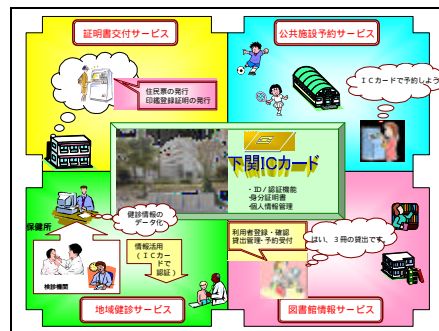 証明書交付サービス
公共施設予約サービス
住民票の発行
印鑑登録証明の発行
ICカードで予約しよう
下関ICカード
・ID/認証機能
・身分証明書
・個人情報管理
保健所
健診情報の
データ化
情報活用
(ICカード
で
認証)
検診機関
利用者登録・確認
貸出管理・予約受付
はい、3冊の貸出です。
地域健診サービス
図書館情報サービス